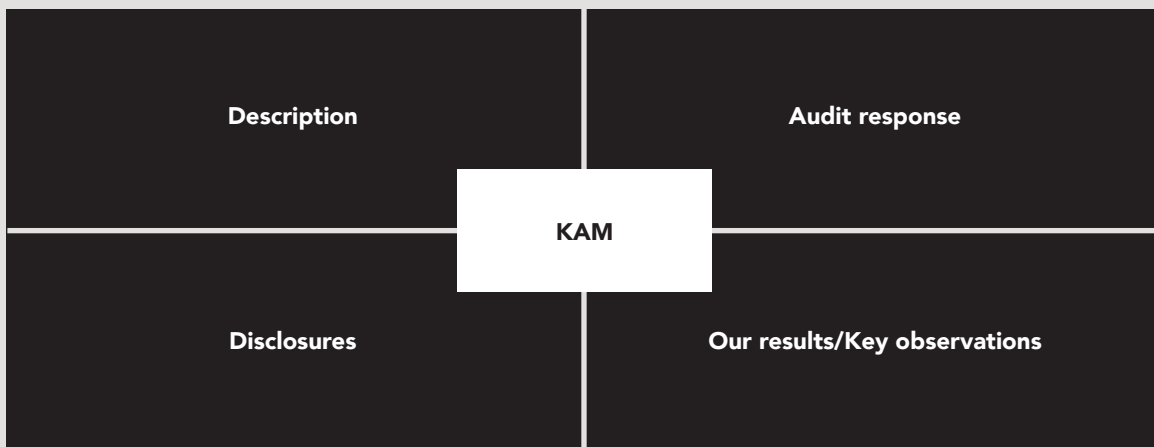 Description
Audit response
KAM
Disclosures
Our results/Key observations